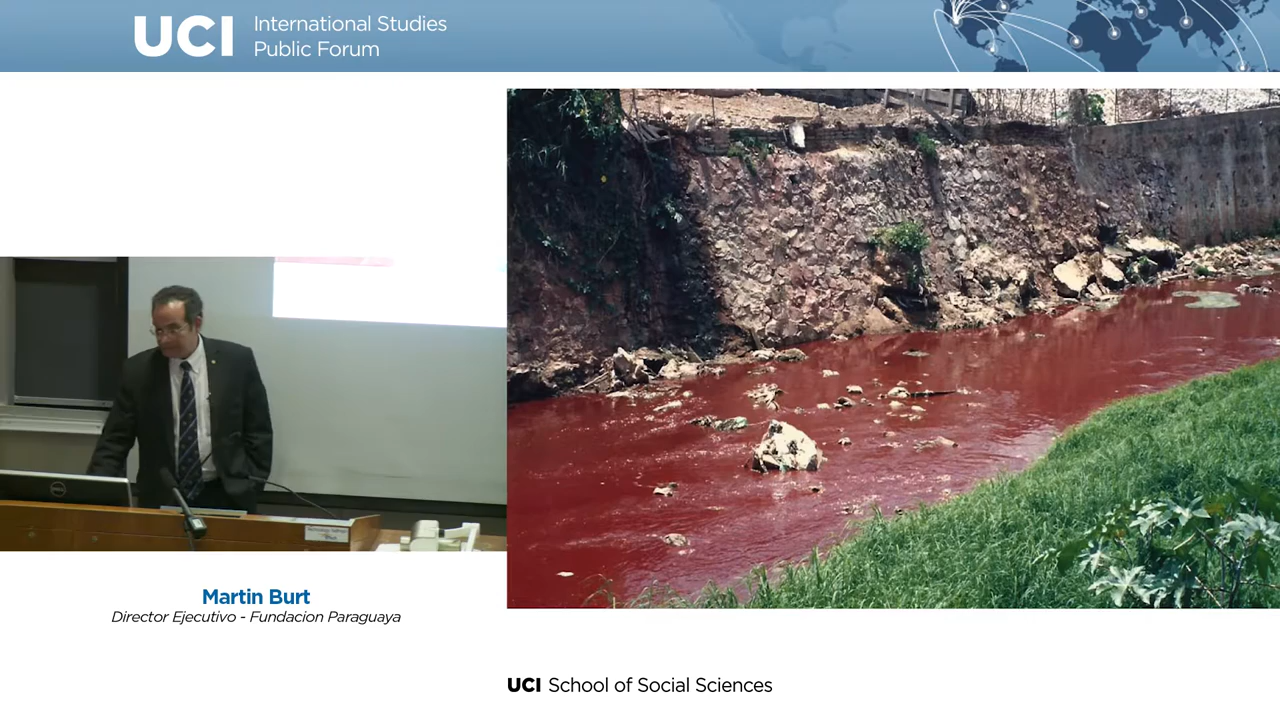 UCI International Studies
Public Forum
Martin Burt
Director Ejecutivo - Fundacion Paraguaya
UCI School of Social Sciences